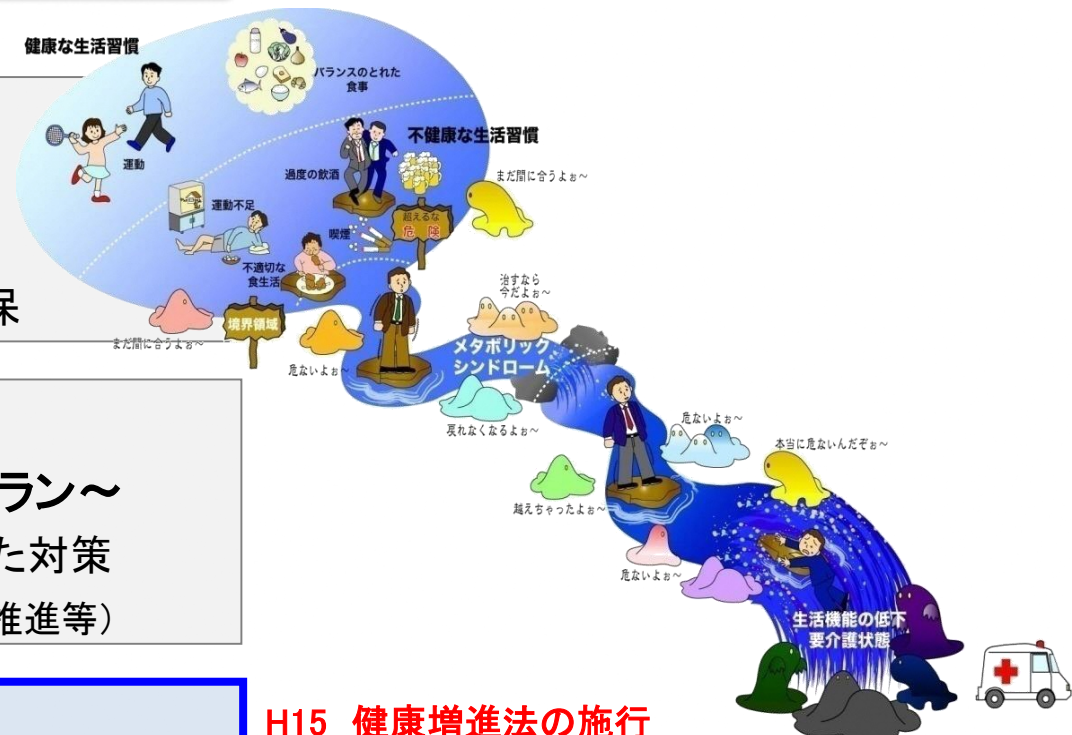 健康な生活習慣
バランスのとれた
食事
運動
不健康な生活習慣
過度の飲酒
まだ間に合うよぉ～
運動不足
超えるな
危険
喫煙
不適切な
食生活
治すなら
今だよぉ～
保
境界領域
まだ間に合うよぉ～
危ないよぉ～
メタボリック
シンドローム
戻れなくなるよぉ～
危ないよぉ～
本当に危ないんだぞぉ～
ラン～
越えちゃったよぉ～
た対策
危ないよぉ～
推進等）
生活機能の低下
要介護状態
H15 健康増進法の施行